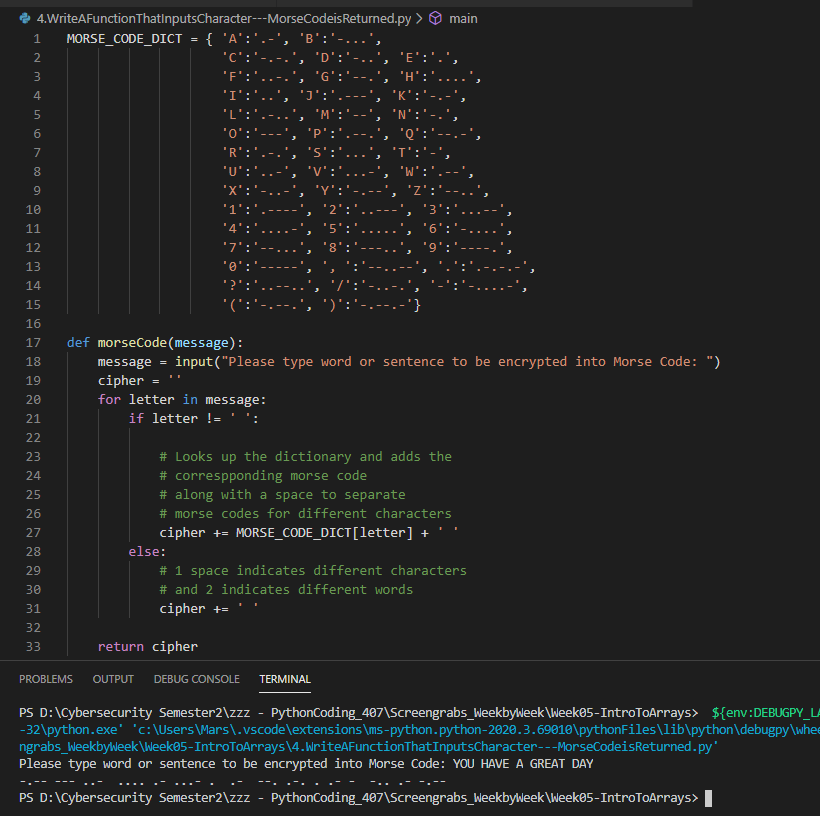 4.WriteAFunctionThatInputsCharacter---MorseCodeisReturned.py > main
1 MORSE_CODE_DICT = { 'A':'.-', 'B':'-...',
2 'C':'-.-.', 'D':'-..', 'E':'.',
3 'F':'..-.', 'G':'--.', 'H':'....',
4 'I':'..', 'J':'.---', 'K':'-.-',
5 'L':'.-..', 'M':'--', 'N':'-.',
6 'O':'---', 'P':'.--.', 'Q':'--.-',
7 'R':'.-.', 'S':'...', 'T':'-',
8 'U':'..-', 'V':'...-', 'W':'.--',
9 'X':'-..-', 'Y':'-.--', 'Z':'--..',
10 '1':'.----', '2':'..---', '3':'...--',
11 '4':'....-', '5':'.....', '6':'-....',
12 '7':'--...', '8':'---..', '9':'----.',
13 '0':'-----', ', ':'--..--', '.':'.-.-.-',
14 '?':'..--..', '/':'-..-.', '-':'-....-',
15 '(':'-.--.', ')':'-.--.-'}
16
17 def morseCode(message):
18 message = input("Please type word or sentence to be encrypted into Morse Code: ")
19 cipher = ''
20 for letter in message:
21 if letter != ' ':
22
23 # Looks up the dictionary and adds the
24 # correspponding morse code
25 # along with a space to separate
26 # morse codes for different characters
27 cipher += MORSE_CODE_DICT[letter] + ' '
28 else:
29 # 1 space indicates different characters
30 # and 2 indicates different words
31 cipher += ' '
32
33 return cipher
PROBLEMS OUTPUT DEBUG CONSOLE TERMINAL
PS D:\Cybersecurity Semester2\zzz - PythonCoding_407\Screengrabs_WeekbyWeek\Week05-IntroToArrays> ${env:DEBUGPY_LA
-32\python.exe' 'c:\Users\Mars\.vscode\extensions\ms-python.python-2020.3.69010\pythonFiles\lib\python\debugpy\whee
engrabs_WeekbyWeek\Week05-IntroToArrays\4.WriteAFunctionThatInputsCharacter---MorseCodeisReturned.py'
Please type word or sentence to be encrypted into Morse Code: YOU HAVE A GREAT DAY
-.-- --- ..-  .... .- ...- .  .-  --. .-. . .- -  -.. .- -.--
PS D:\Cybersecurity Semester2\zzz - PythonCoding_407\Screengrabs_WeekbyWeek\Week05-IntroToArrays>